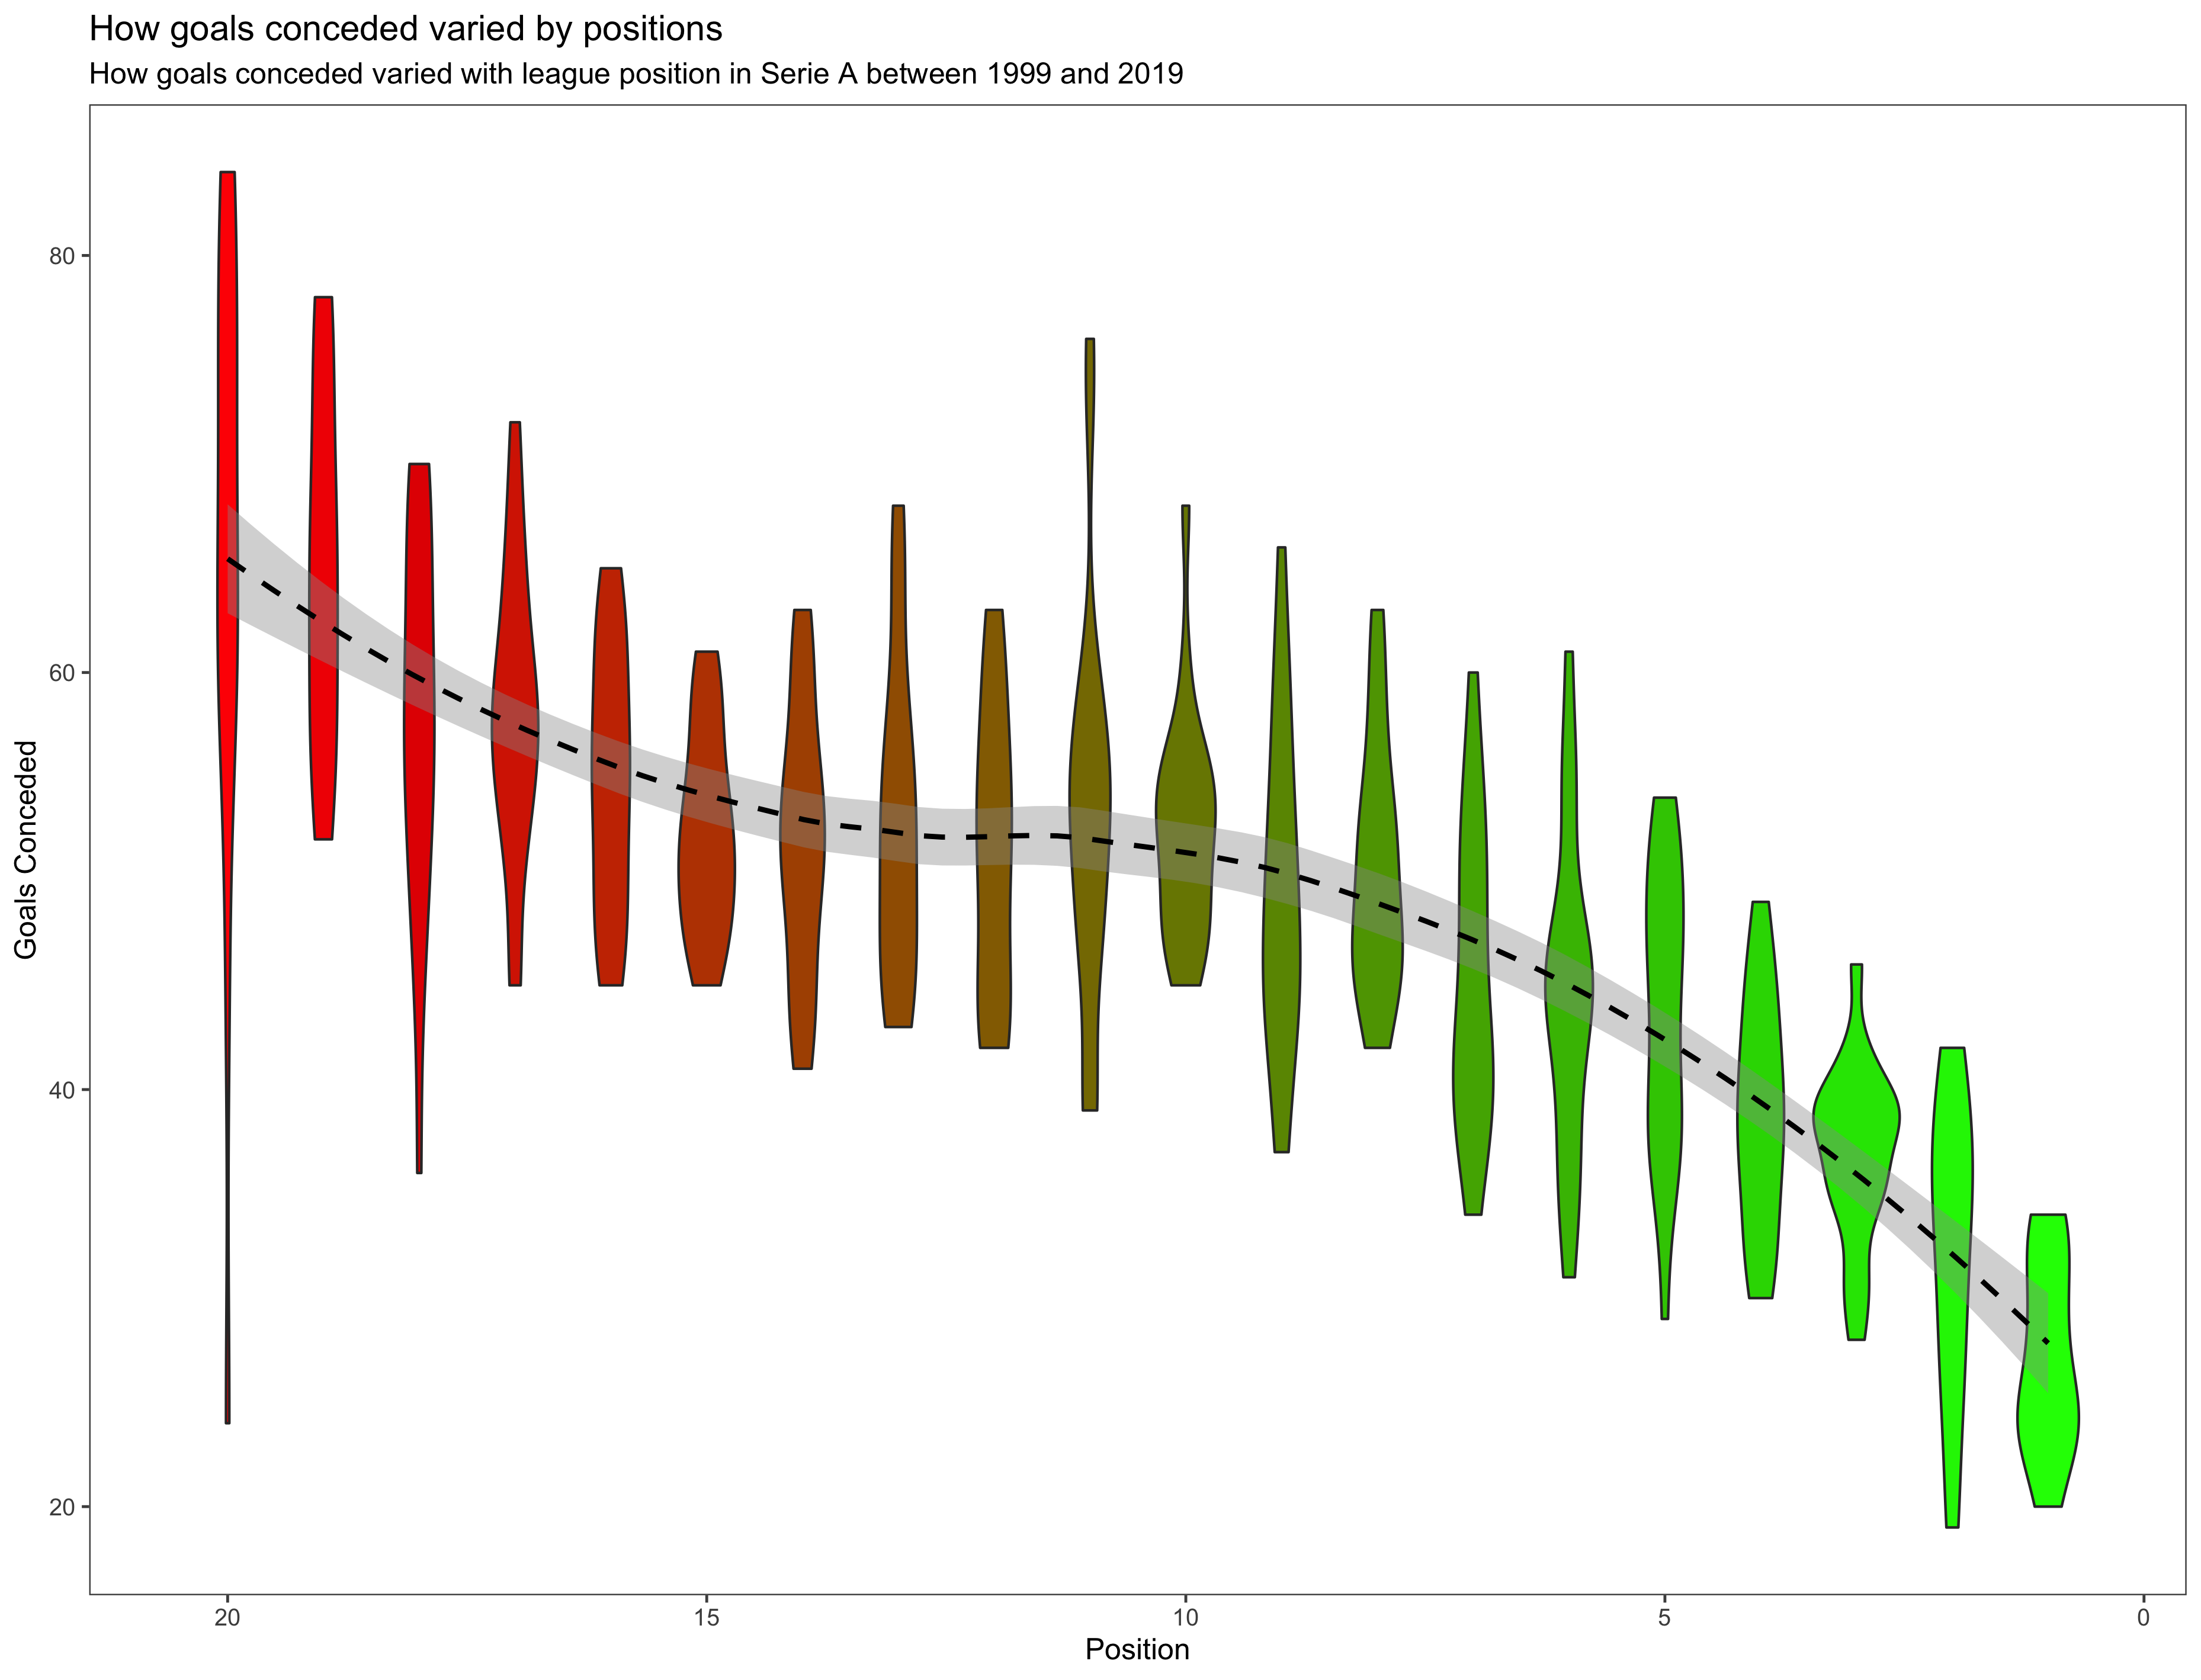 How goals conceded varied by positions
How goals conceded varied with league position in Serie A between 1999 and 2019
80
60
40
20
Goals Conceded
20 15 10 5 0
Position